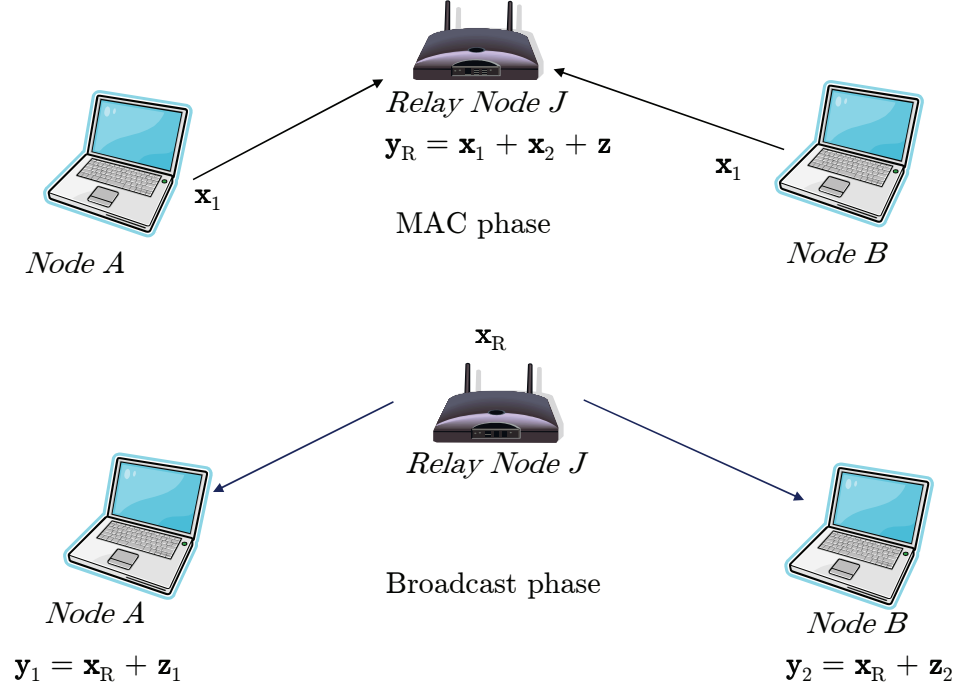 Relay Node J
𝐲_R = 𝐱_1 + 𝐱_2 + 𝐳
𝐱_1
𝐱_1
MAC phase
Node A
Node B
𝐱_R
Relay Node J
Broadcast phase
Node A
Node B
𝐲_1 = 𝐱_R + 𝐳_1
𝐲_2 = 𝐱_R + 𝐳_2